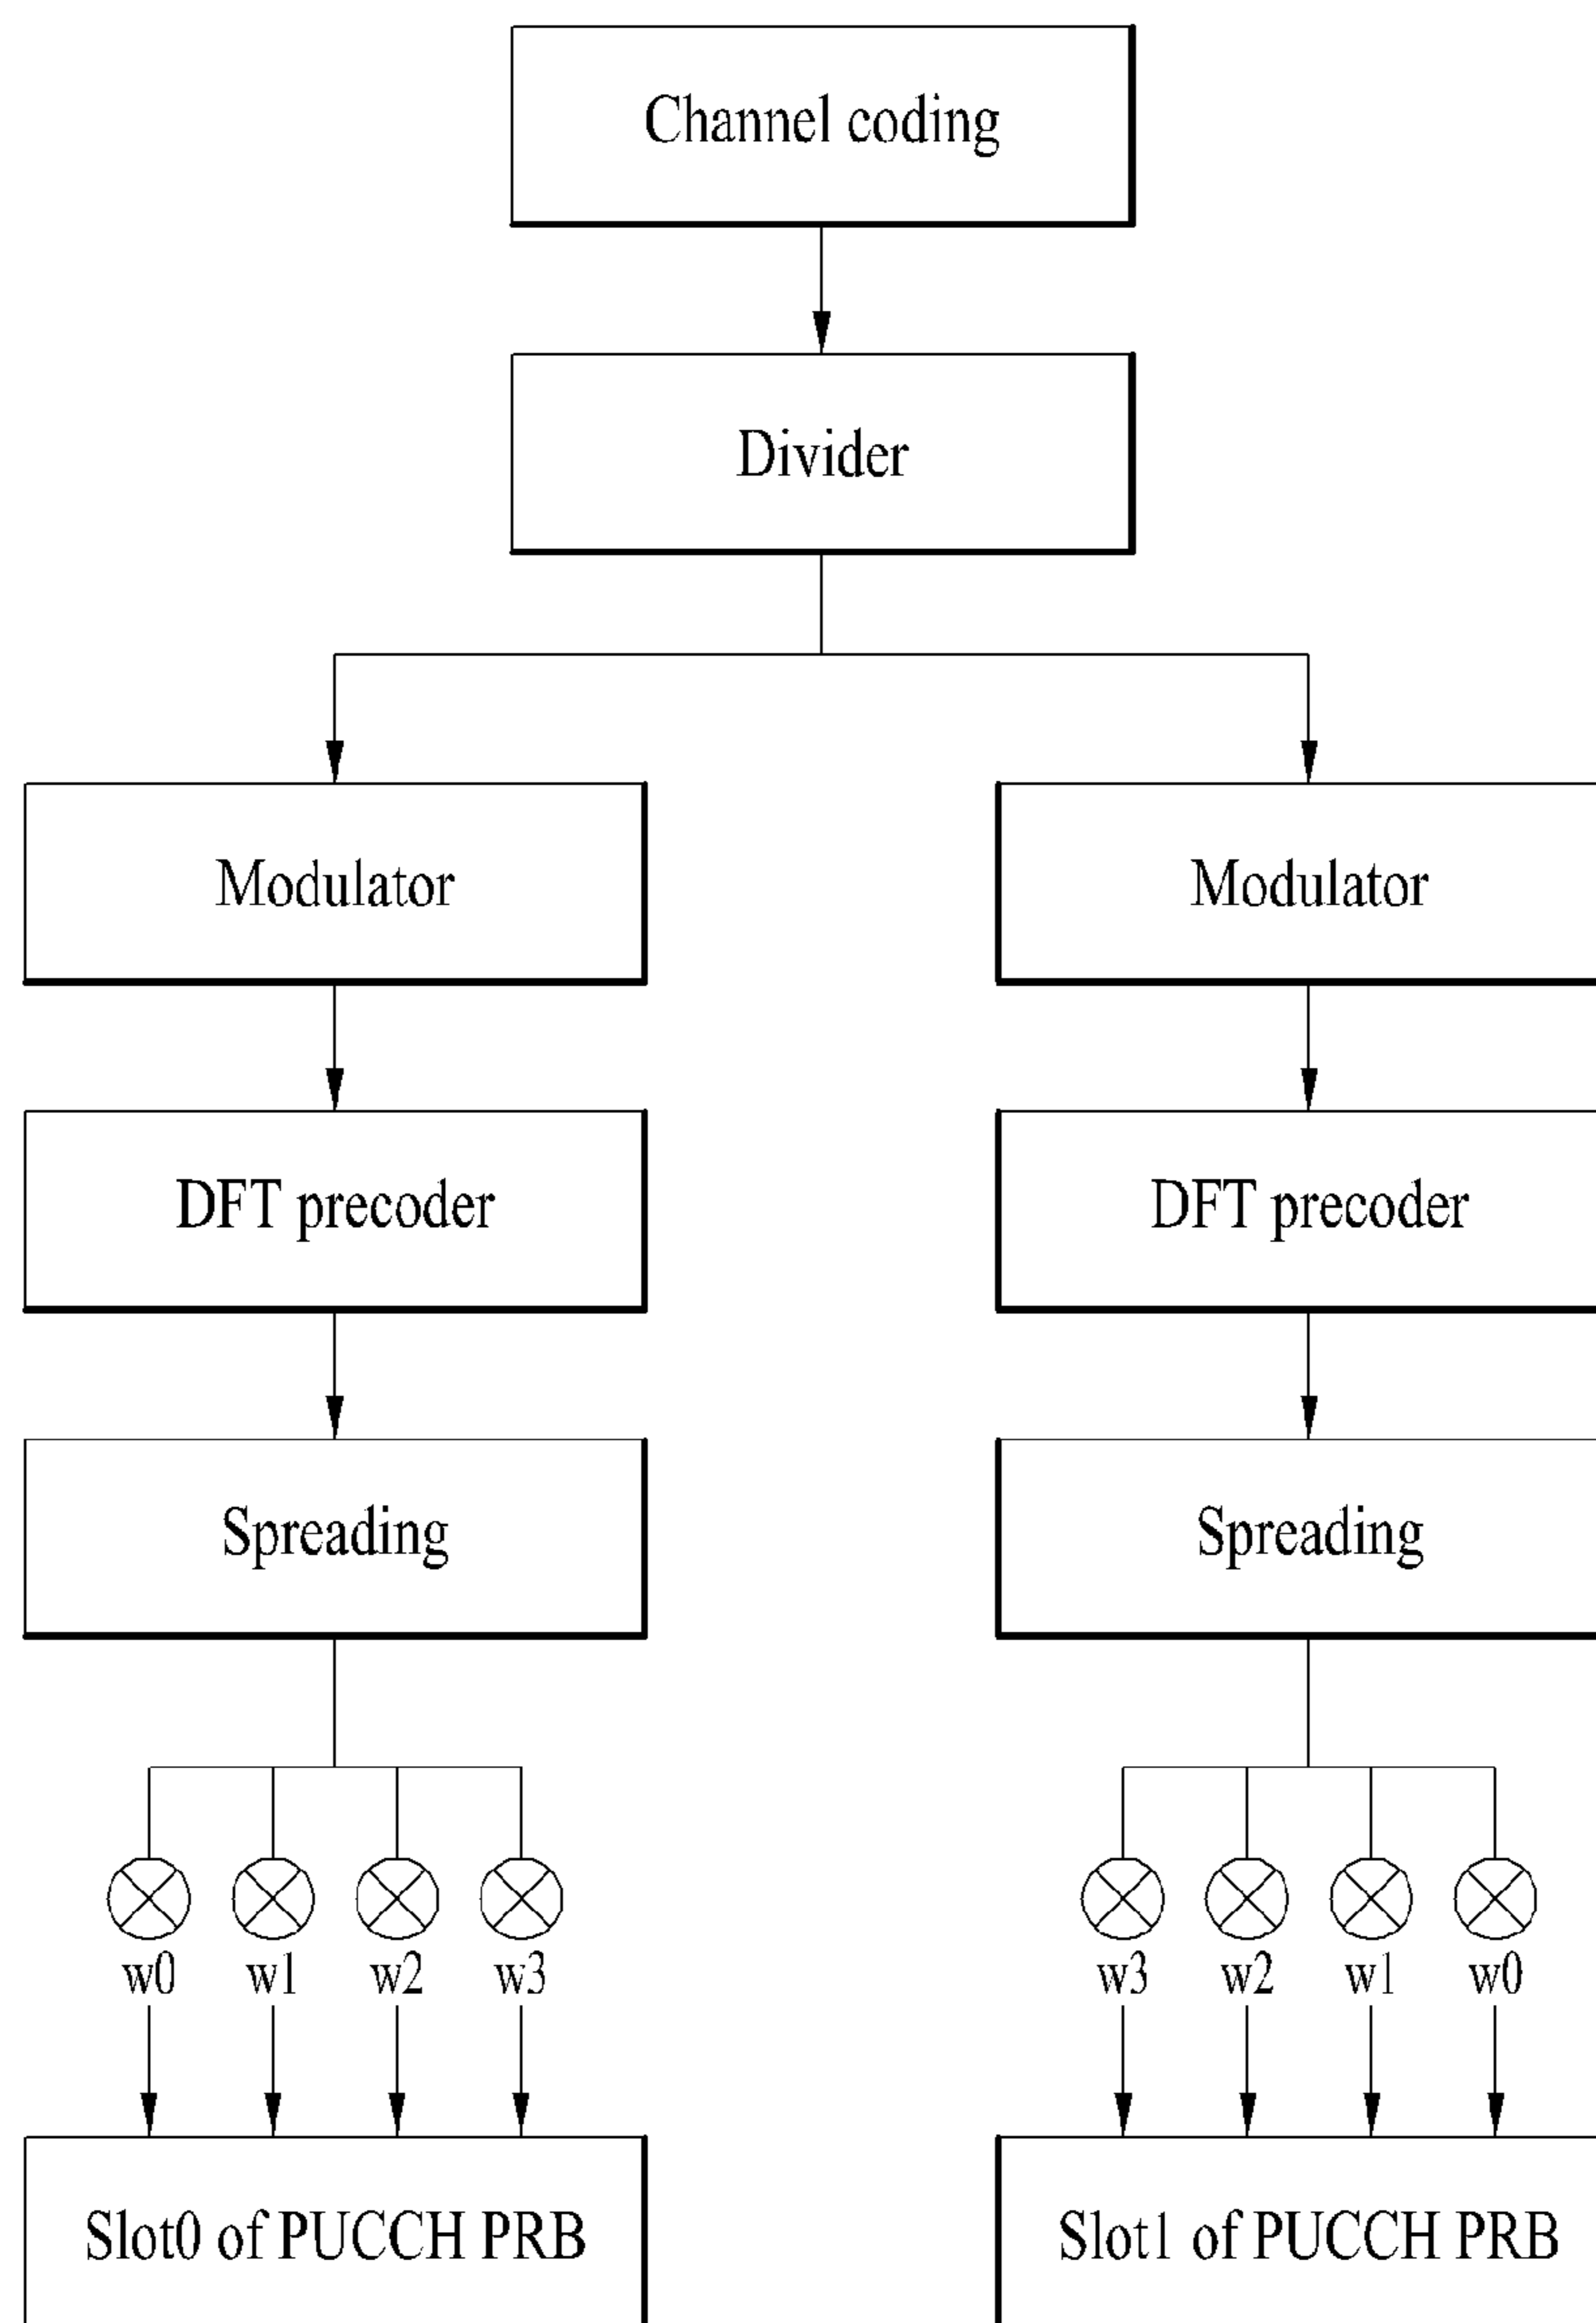 Channel coding
Divider
Modulator Modulator
DFT precoder DFT precoder
Spreading Spreading
w0 w1 w2 w3 w3 w2 w1 w0
Slot0 of PUCCH PRB Slot1 of PUCCH PRB